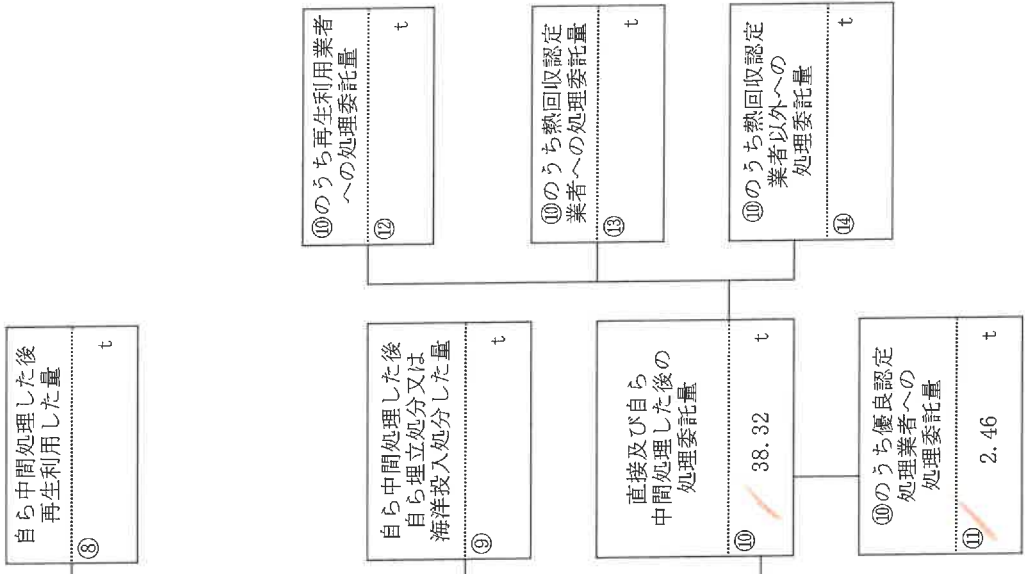 自ら中間処理した後
再生利用した量
⑧ t
自ら中間処理した後
自ら埋立処分又は
海洋投入処分した量
⑨ t
直接及び自ら
中間処理した後の
処理委託量
⑩ 38.32 t
⑩のうち優良認定
処理業者への
処理委託量
⑪ 2.46 t
⑩のうち再生利用業者
への処理委託量
⑫ t
⑩のうち熱回収認定
業者への処理委託量
⑬ t
⑩のうち熱回収認定
業者以外への
処理委託量
⑭ t